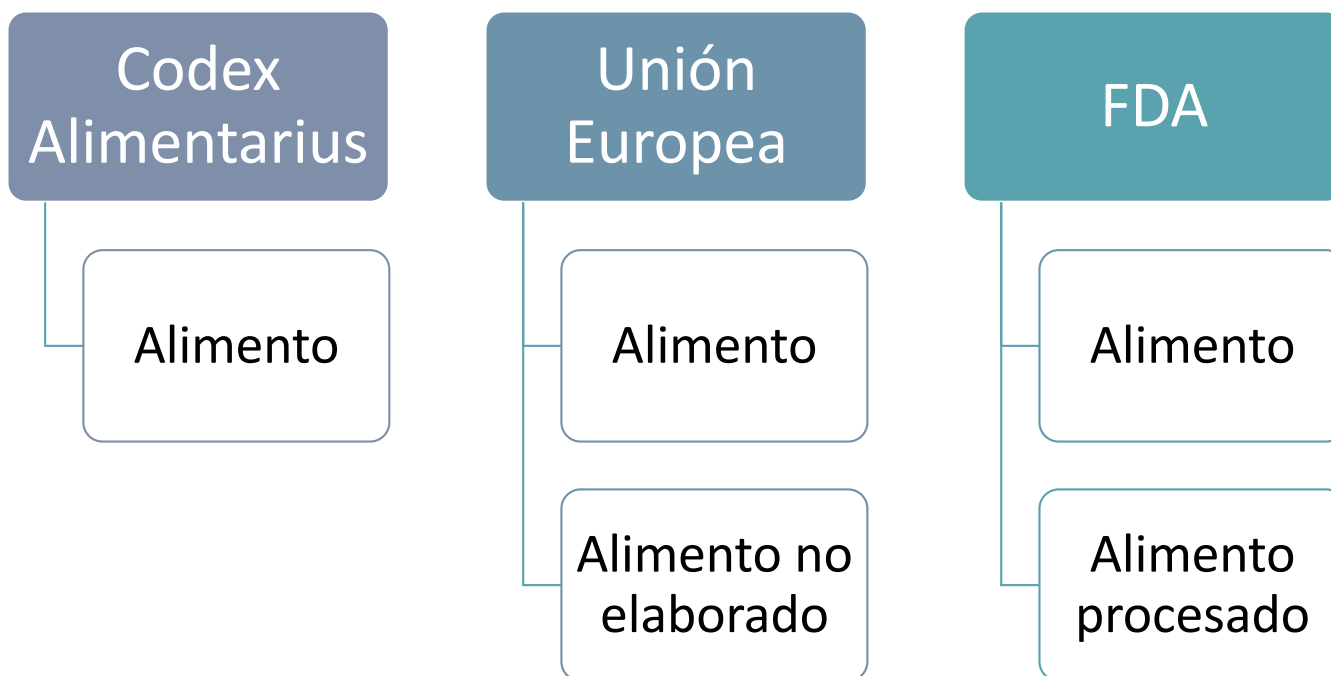 Codex
Alimentarius
Alimento
Unión
Europea
Alimento
Alimento no
elaborado
FDA
Alimento
Alimento
procesado